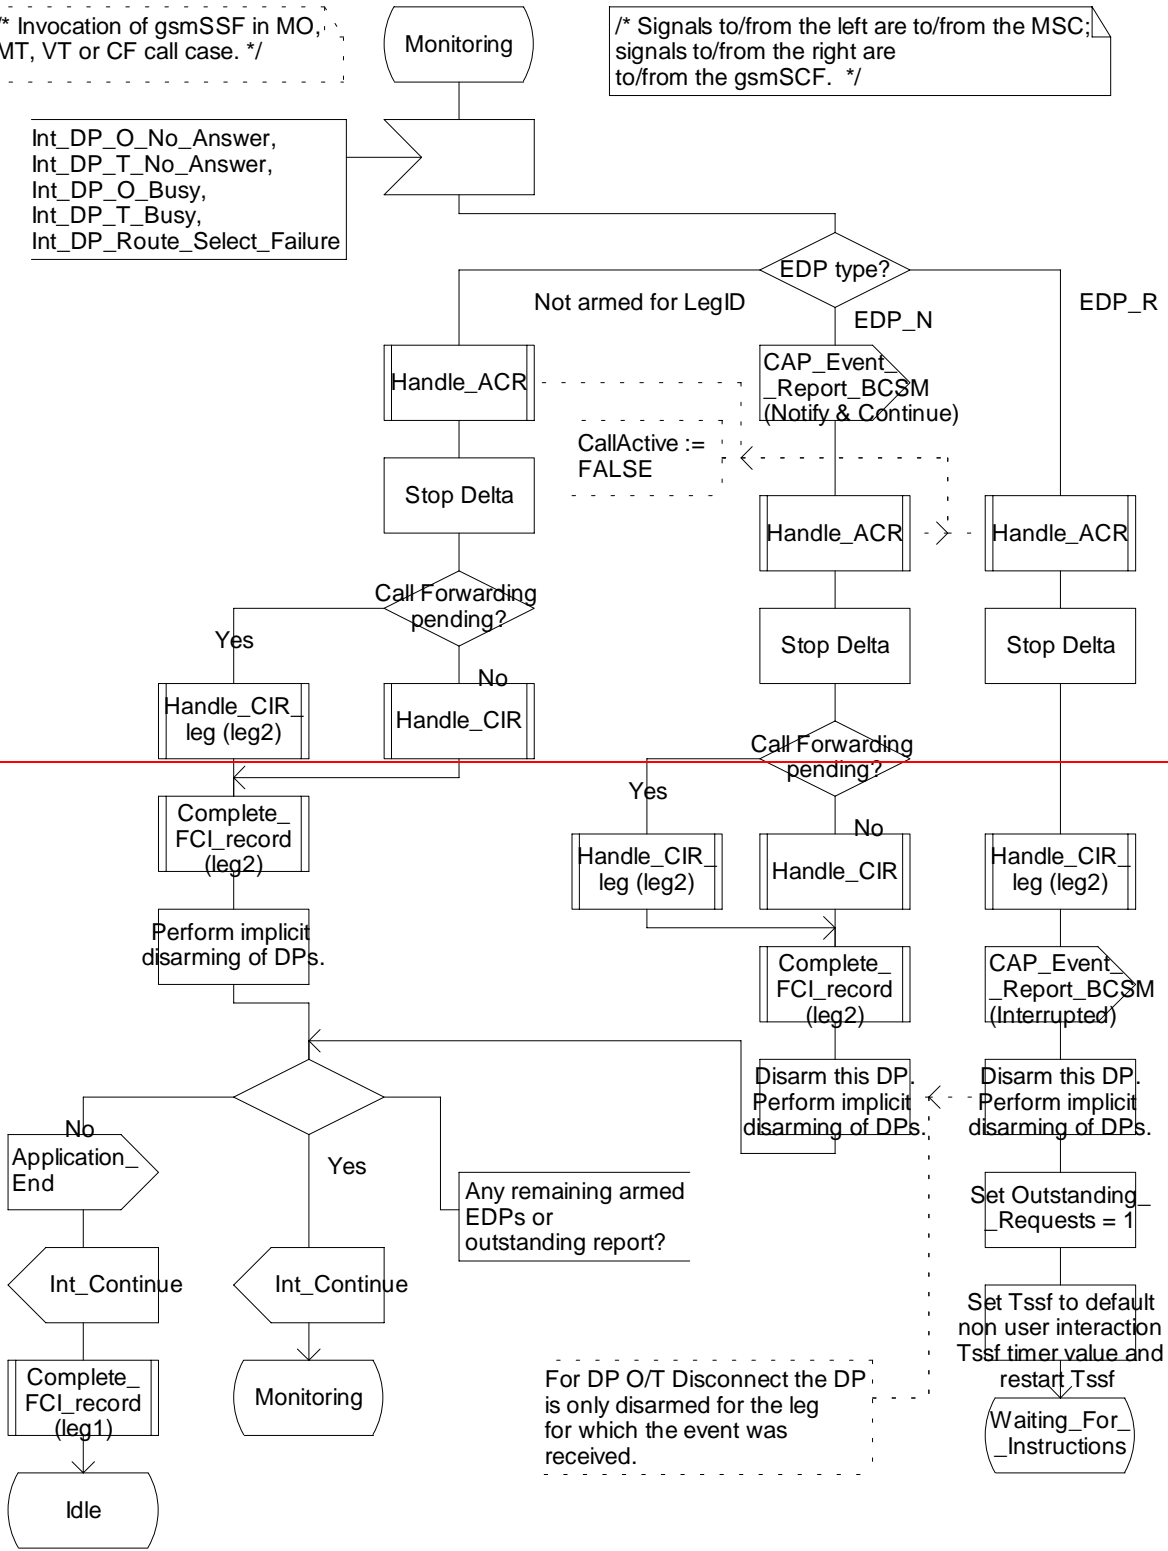 /* Invocation of gsmSSF in MO,
MT, VT or CF call case. */
Monitoring
/* Signals to/from the left are to/from the MSC;
signals to/from the right are
to/from the gsmSCF. */
Int_DP_O_No_Answer,
Int_DP_T_No_Answer,
Int_DP_O_Busy,
Int_DP_T_Busy,
Int_DP_Route_Select_Failure
EDP type?
Not armed for LegID
EDP_N
EDP_R
Handle_ACR
CAP_Event_
_Report_BCSM
(Notify & Continue)
CallActive :=
FALSE
Stop Delta
Handle_ACR
Handle_ACR
Call Forwarding
pending?
Yes
No
Stop Delta
Stop Delta
Handle_CIR_
leg (leg2)
Handle_CIR
Call Forwarding
pending?
Yes
No
Complete_
FCI_record
(leg2)
Handle_CIR_
leg (leg2)
Handle_CIR
Handle_CIR_
leg (leg2)
Perform implicit
disarming of DPs.
Complete_
FCI_record
(leg2)
CAP_Event_
_Report_BCSM
(Interrupted)
Disarm this DP.
Perform implicit
disarming of DPs.
Disarm this DP.
Perform implicit
disarming of DPs.
No
Yes
Application_
End
Any remaining armed
EDPs or
outstanding report?
Set Outstanding_
_Requests = 1
Int_Continue
Int_Continue
Set Tssf to default
non user interaction
Tssf timer value and
restart Tssf
Complete_
FCI_record
(leg1)
Monitoring
For DP O/T Disconnect the DP
is only disarmed for the leg
for which the event was
received.
Waiting_For_
_Instructions
Idle